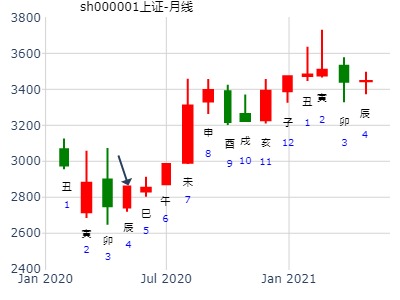 sh000001上证-月线
3800
3600
3400
3200
3000
2800
2600
2400
丑
1
寅
2
卯
3
辰
4
巳
5
午
6
未
7
申
8
酉
9
戌
10
亥
11
子
12
丑
1
寅
2
卯
3
辰
4
Jan 2020
Jul 2020
Jan 2021